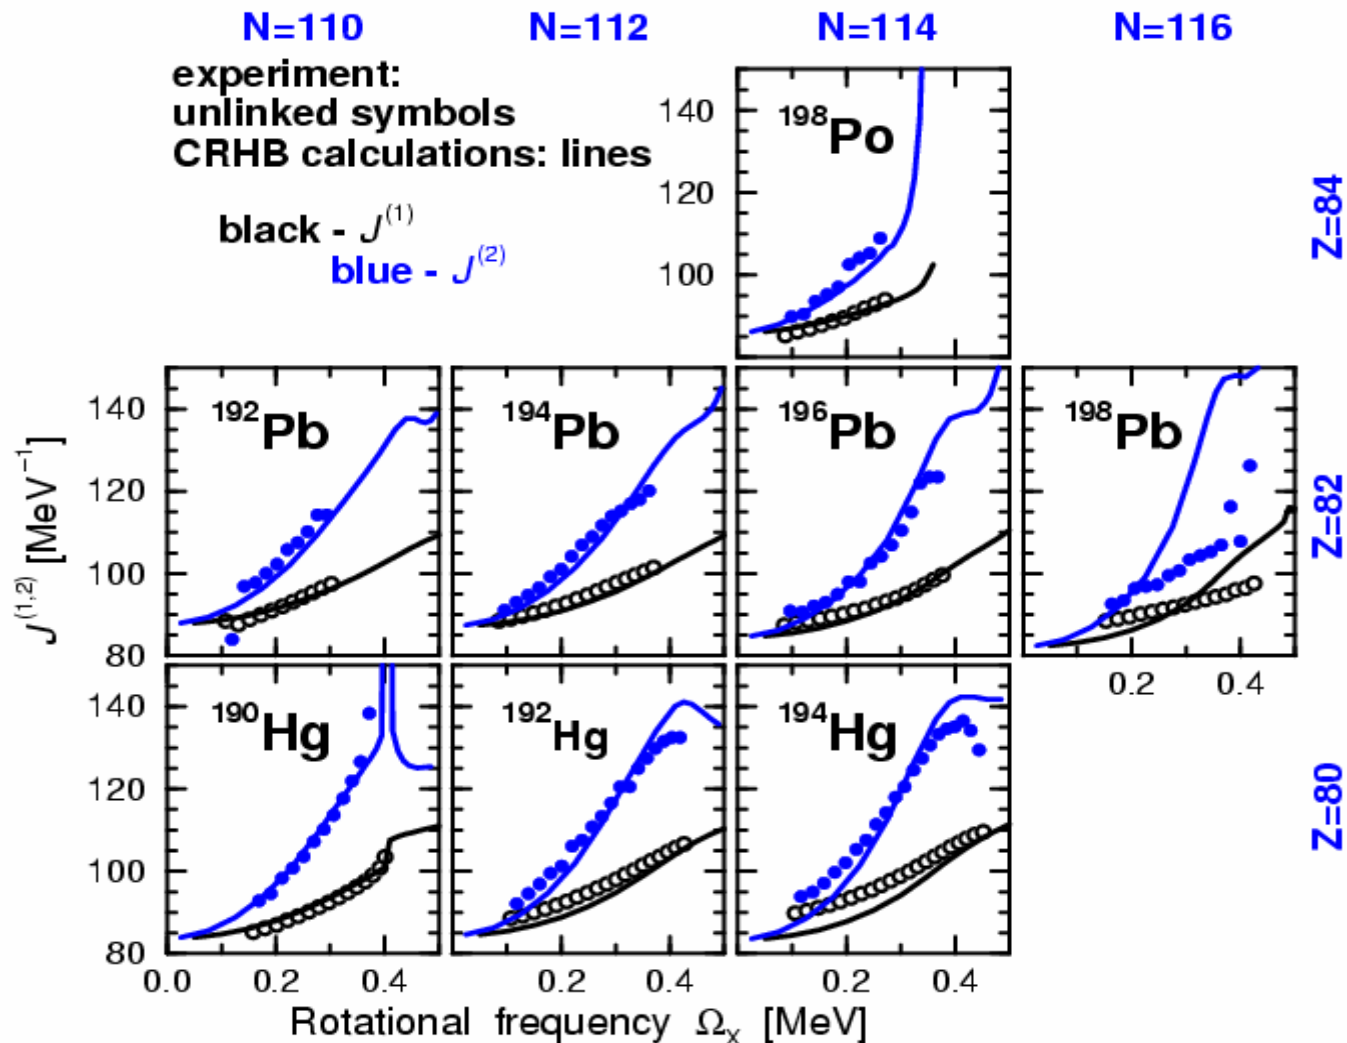 N=110 N=112 N=114 N=116
experiment:
unlinked symbols
CRHB calculations: lines
black - J⁽¹⁾
blue - J⁽²⁾
140
120
100
¹⁹⁸Po
Z=84
J⁽¹,²⁾ [MeV⁻¹]
140
120
100
80
¹⁹²Pb ¹⁹⁴Pb ¹⁹⁶Pb ¹⁹⁸Pb
0.2 0.4
Z=82
140
120
100
80
¹⁹⁰Hg ¹⁹²Hg ¹⁹⁴Hg
Z=80
0.0 0.2 0.4 0.2 0.4 0.2 0.4
Rotational frequency Ωₓ [MeV]